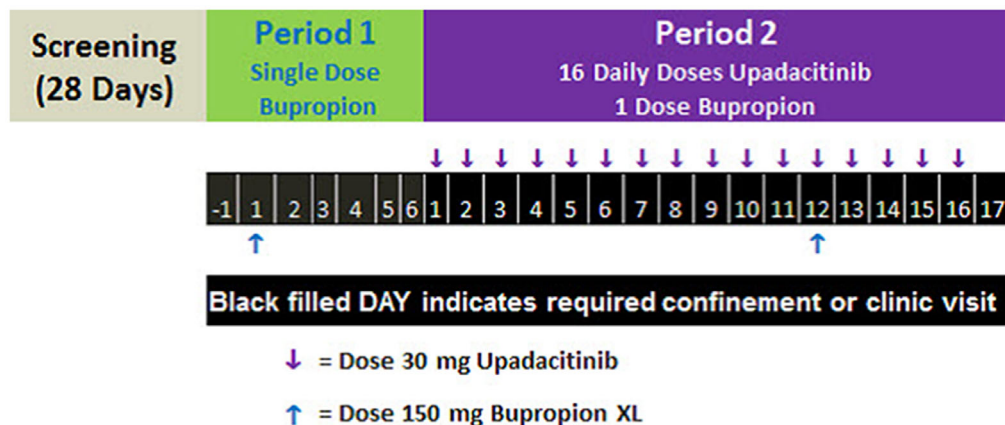 Screening
(28 Days)
Period 1
Single Dose
Bupropion
Period 2
16 Daily Doses Upadacitinib
1 Dose Bupropion
-1 1 2 3 4 5 6 1 2 3 4 5 6 7 8 9 10 11 12 13 14 15 16 17
Black filled DAY indicates required confinement or clinic visit
↓ = Dose 30 mg Upadacitinib
↑ = Dose 150 mg Bupropion XL